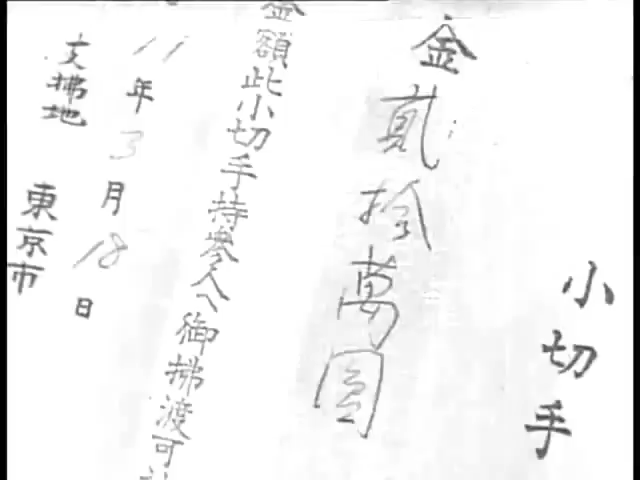 小切手
金貳拾萬圓
金額此小切手持參人へ御拂渡可
11年3月18日
支拂地 東京市